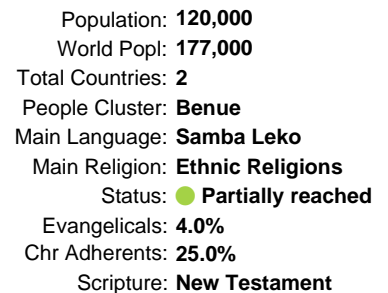 Population: 120,000
World Popl: 177,000
Total Countries: 2
People Cluster: Benue
Main Language: Samba Leko
Main Religion: Ethnic Religions
Status: Partially reached
Evangelicals: 4.0%
Chr Adherents: 25.0%
Scripture: New Testament